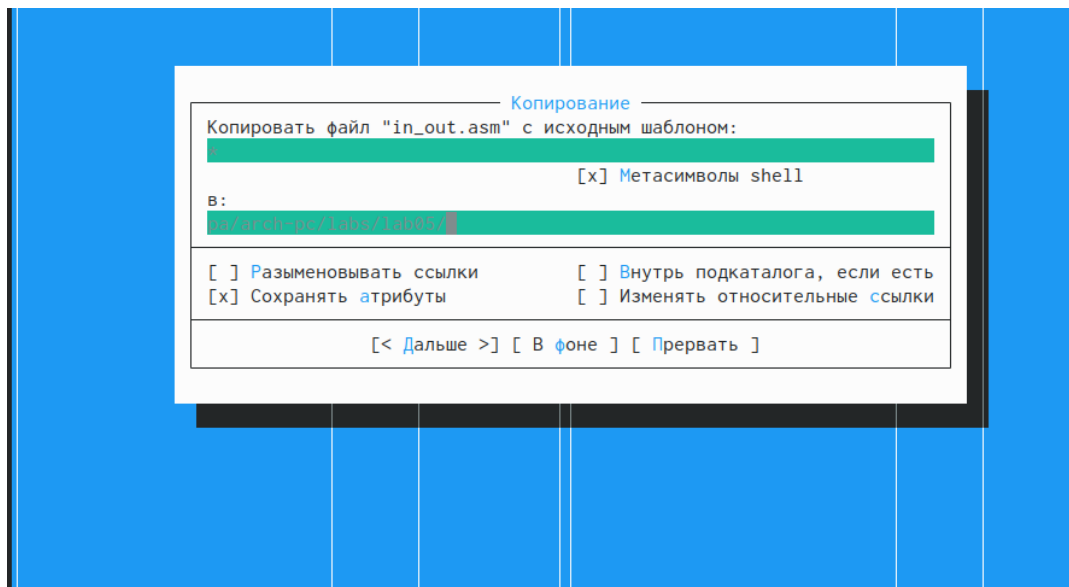 Копирование
Копировать файл "in_out.asm" с исходным шаблоном:
*
[x] Метасимволы shell
в:
pa/arch-pc/labs/lab05/
[ ] Разыменовывать ссылки [ ] Внутрь подкаталога, если есть
[x] Сохранять атрибуты [ ] Изменять относительные ссылки
[< Дальше >] [ В фоне ] [ Прервать ]